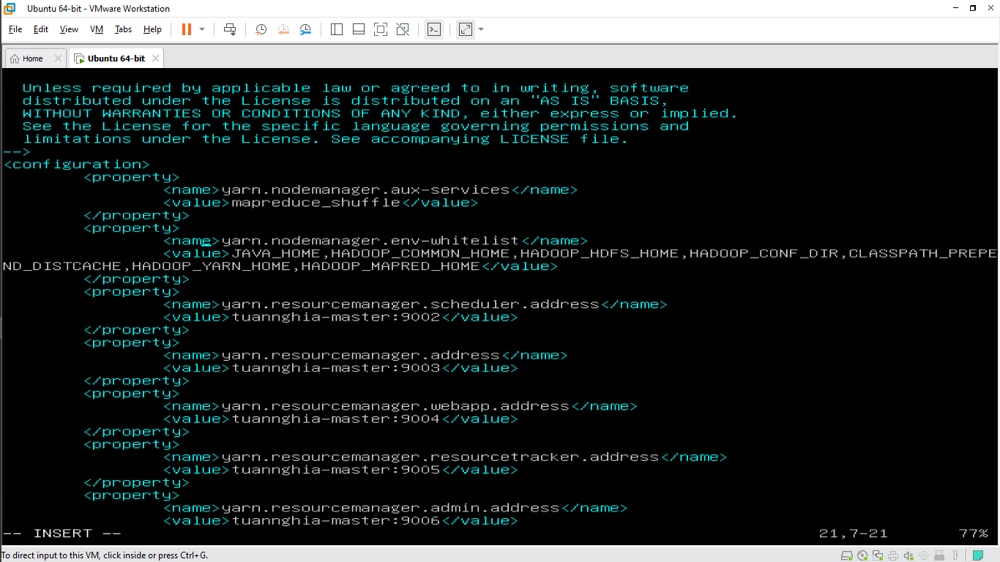 Ubuntu 64-bit - VMware Workstation
File Edit View VM Tabs Help
Home
Ubuntu 64-bit
Unless required by applicable law or agreed to in writing, software
distributed under the License is distributed on an "AS IS" BASIS,
WITHOUT WARRANTIES OR CONDITIONS OF ANY KIND, either express or implied.
See the License for the specific language governing permissions and
limitations under the License. See accompanying LICENSE file.
-->
<configuration>
<property>
<name>yarn.nodemanager.aux-services</name>
<value>mapreduce_shuffle</value>
</property>
<property>
<name>yarn.nodemanager.env-whitelist</name>
<value>JAVA_HOME,HADOOP_COMMON_HOME,HADOOP_HDFS_HOME,HADOOP_CONF_DIR,CLASSPATH_PREPE
ND_DISTCACHE,HADOOP_YARN_HOME,HADOOP_MAPRED_HOME</value>
</property>
<property>
<name>yarn.resourcemanager.scheduler.address</name>
<value>tuannghia-master:9002</value>
</property>
<property>
<name>yarn.resourcemanager.address</name>
<value>tuannghia-master:9003</value>
</property>
<property>
<name>yarn.resourcemanager.webapp.address</name>
<value>tuannghia-master:9004</value>
</property>
<property>
<name>yarn.resourcemanager.resourcetracker.address</name>
<value>tuannghia-master:9005</value>
</property>
<property>
<name>yarn.resourcemanager.admin.address</name>
<value>tuannghia-master:9006</value>
-- INSERT -- 21,7-21 77%
To direct input to this VM, click inside or press Ctrl+G.